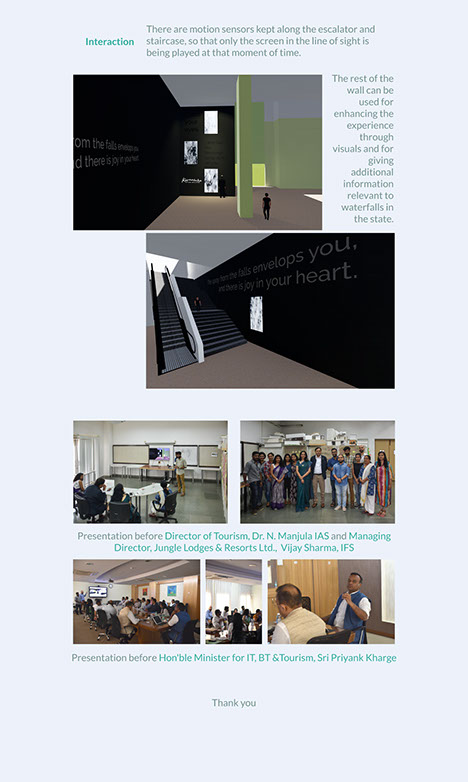 Interaction
There are motion sensors kept along the escalator and
staircase, so that only the screen in the line of sight is
being played at that moment of time.
from the falls envelops you,
and there is joy in your heart.
The rest of the
wall can be
used for
enhancing the
experience
through
visuals and for
giving
additional
information
relevant to
waterfalls in
the state.
from the falls envelops you,
and there is joy in your heart.
Presentation before Director of Tourism, Dr. N. Manjula IAS and Managing
Director, Jungle Lodges & Resorts Ltd., Vijay Sharma, IFS
Presentation before Hon'ble Minister for IT, BT &Tourism, Sri Priyank Kharge
Thank you